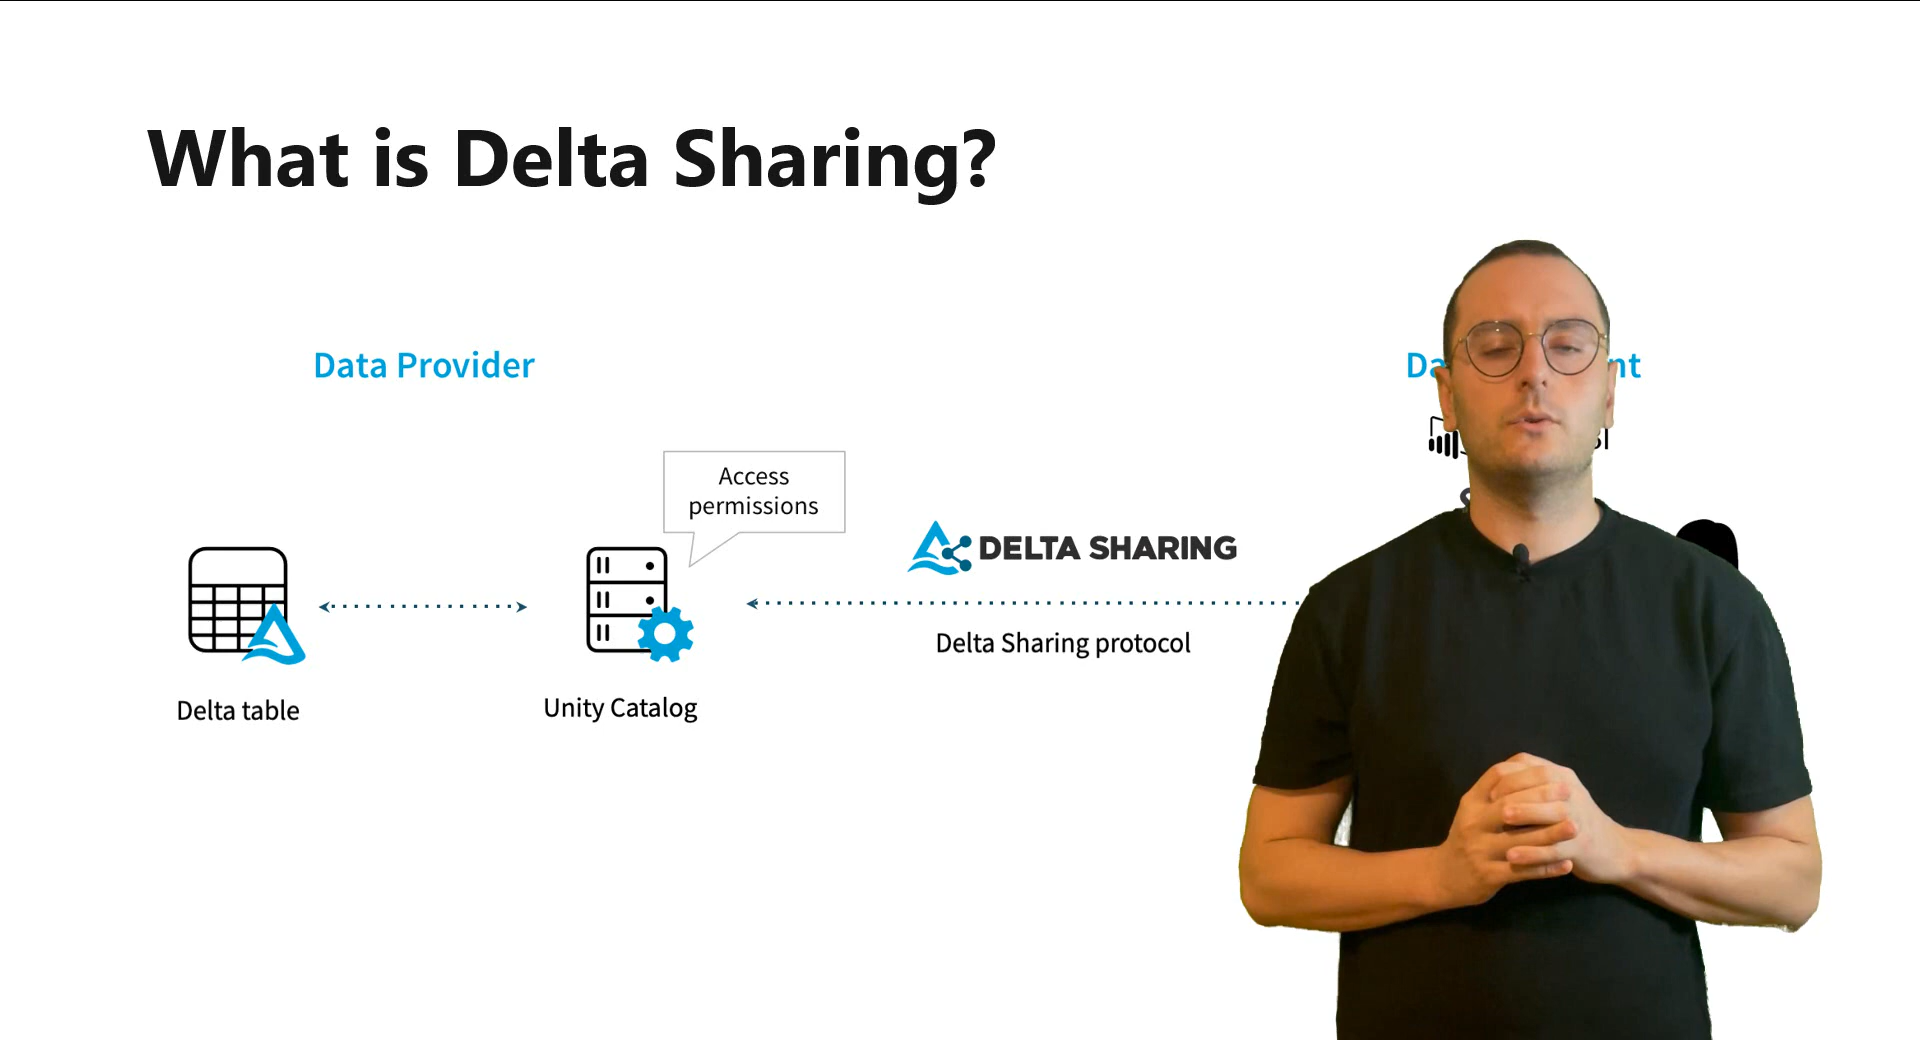 What is Delta Sharing?
Data Provider
Access
permissions
DELTA SHARING
Delta Sharing protocol
Delta table
Unity Catalog